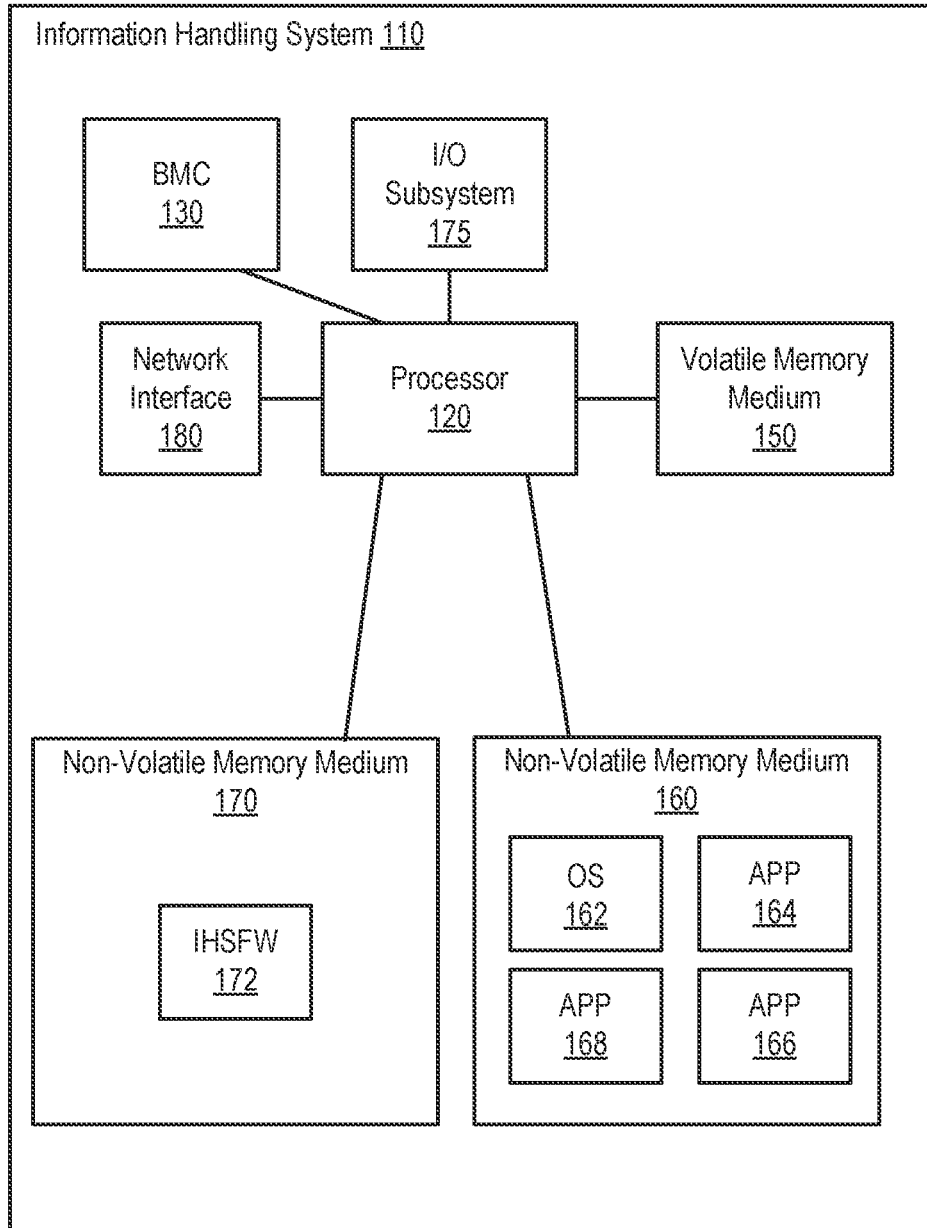 Information Handling System 110
BMC
130
I/O
Subsystem
175
Network
Interface
180
Processor
120
Volatile Memory
Medium
150
Non-Volatile Memory Medium
170
IHSFW
172
Non-Volatile Memory Medium
160
OS
162
APP
164
APP
168
APP
166